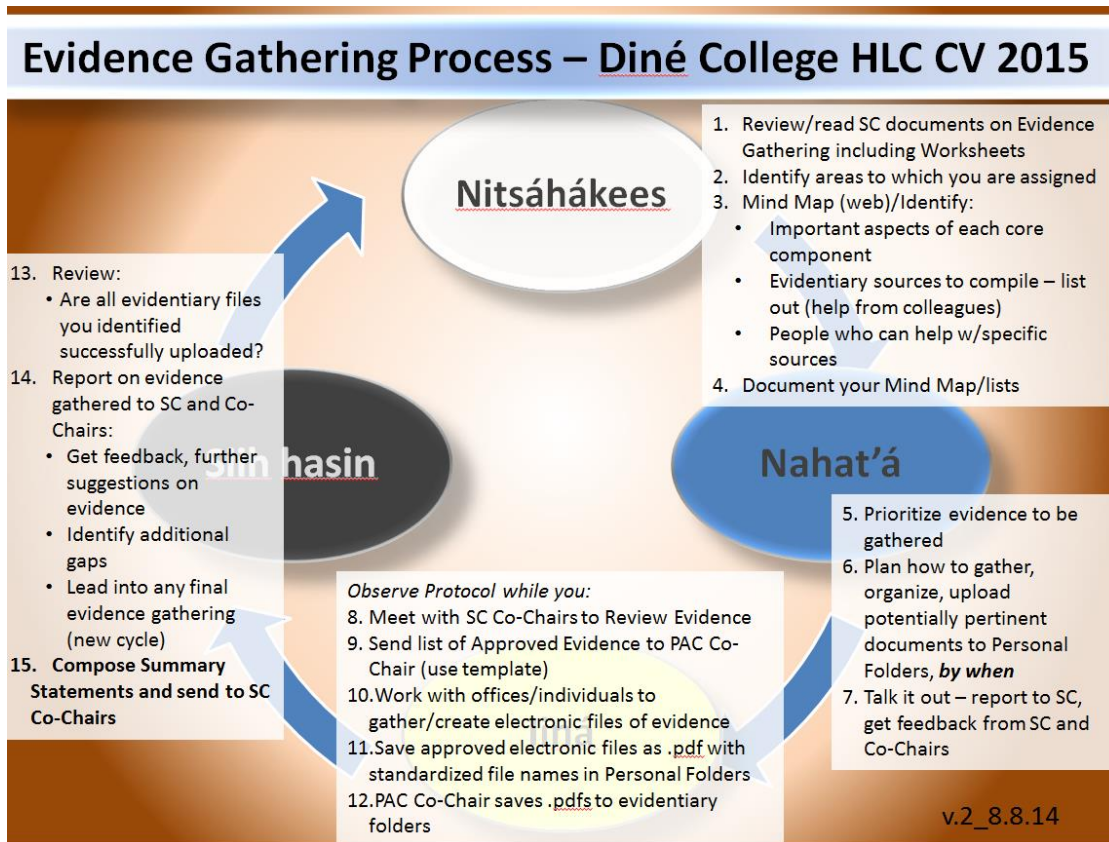 Evidence Gathering Process – Diné College HLC CV 2015
Nitsáhákees
1. Review/read SC documents on Evidence
Gathering including Worksheets
2. Identify areas to which you are assigned
3. Mind Map (web)/Identify:
• Important aspects of each core
component
• Evidentiary sources to compile – list
out (help from colleagues)
• People who can help w/specific
sources
4. Document your Mind Map/lists
Nahat’á
5. Prioritize evidence to be
gathered
6. Plan how to gather,
organize, upload
potentially pertinent
documents to Personal
Folders, by when
7. Talk it out – report to SC,
get feedback from SC and
Co-Chairs
Observe Protocol while you:
8. Meet with SC Co-Chairs to Review Evidence
9. Send list of Approved Evidence to PAC Co-
Chair (use template)
10.Work with offices/individuals to
gather/create electronic files of evidence
11.Save approved electronic files as .pdf with
standardized file names in Personal Folders
12.PAC Co-Chair saves .pdfs to evidentiary
folders
hasin
13. Review:
• Are all evidentiary files
you identified
successfully uploaded?
14. Report on evidence
gathered to SC and Co-
Chairs:
• Get feedback, further
suggestions on
evidence
• Identify additional
gaps
• Lead into any final
evidence gathering
(new cycle)
15. Compose Summary
Statements and send to SC
Co-Chairs
v.2_8.8.14